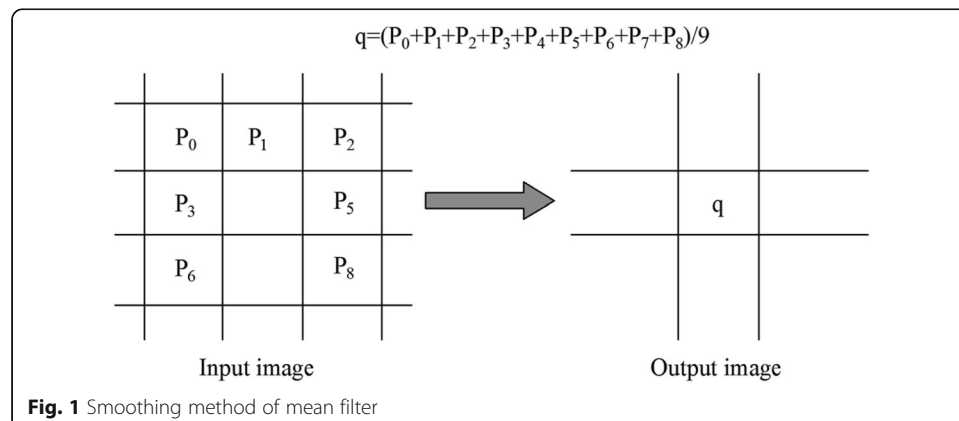 q=(P₀+P₁+P₂+P₃+P₄+P₅+P₆+P₇+P₈)/9
P₀ P₁ P₂
P₃ P₅ q
P₆ P₈
Input image Output image
Fig. 1 Smoothing method of mean filter